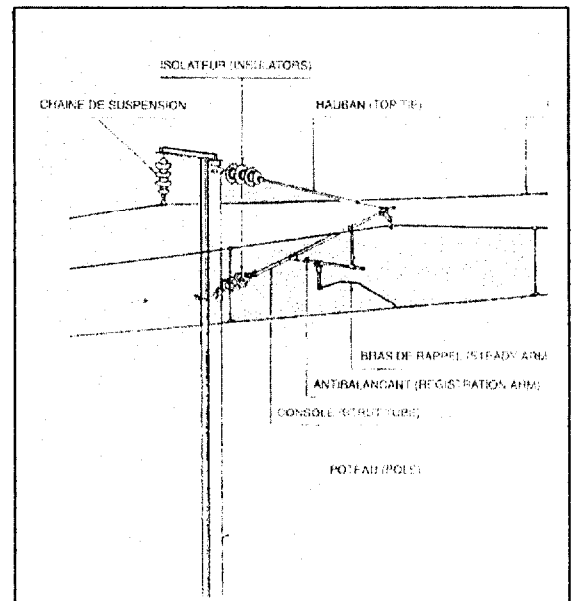 ISOLATEUR (INSULATORS)
CHAINE DE SUSPENSION
HAUBAN (TOP TIE)
BRAS DE RAPPEL (STEADY ARM
ANTIBALANCANT (REGISTRATION ARM)
CONSOLE (STRUT TUBE)
POTEAU (POLE)